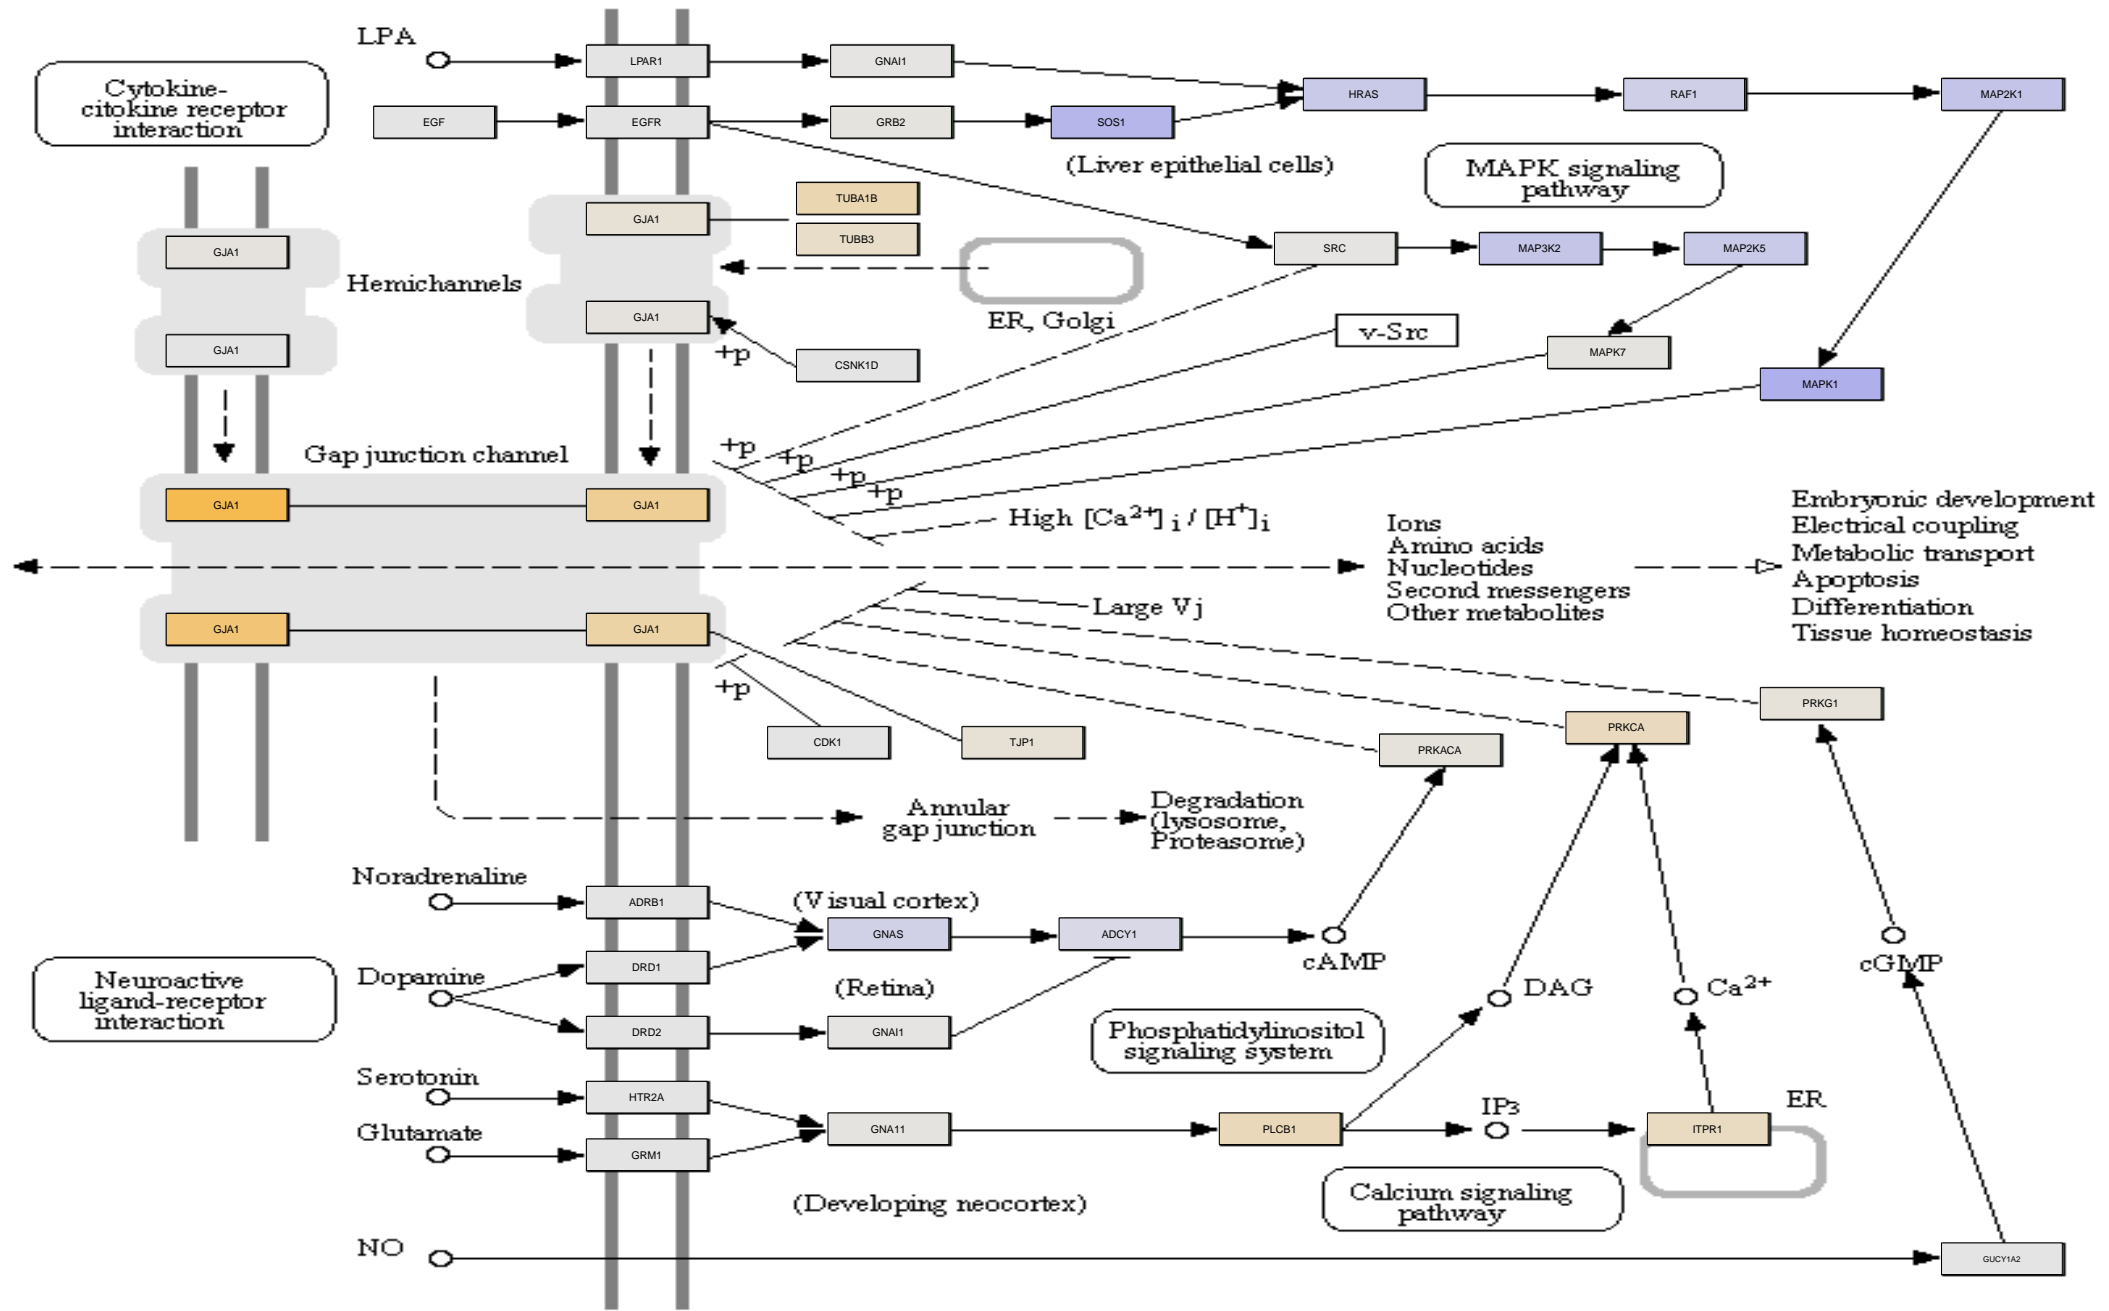 LPA
LPAR1
GNAI1
Cytokine-
citokine receptor
interaction
HRAS
RAF1
MAP2K1
EGF
EGFR
GRB2
SOS1
(Liver epithelial cells)
MAPK signaling
pathway
TUBA1B
GJA1
TUBB3
GJA1
SRC
MAP3K2
MAP2K5
Hemichannels
GJA1
ER, Golgi
v-Src
GJA1
+p
CSNK1D
MAPK7
MAPK1
Gap junction channel
+p
+p
+p
+p
GJA1
GJA1
High [Ca2+] i / [H+]i
Ions
Amino acids
Nucleotides
Second messengers
Other metabolites
Embryonic development
Electrical coupling
Metabolic transport
Apoptosis
Differentiation
Tissue homeostasis
Large Vj
GJA1
GJA1
+p
PRKG1
PRKCA
CDK1
TJP1
PRKACA
Annular
gap junction
Degradation
(lysosome,
Proteasome)
Noradrenaline
ADRB1
(Visual cortex)
GNAS
ADCY1
cAMP
cGMP
Neuroactive
ligand-receptor
interaction
Dopamine
DRD1
(Retina)
DAG
Ca2+
DRD2
GNAI1
Phosphatidylinositol
signaling system
Serotonin
HTR2A
Glutamate
GRM1
GNA11
PLCB1
IP3
ITPR1
ER
(Developing neocortex)
Calcium signaling
pathway
NO
GUCY1A2